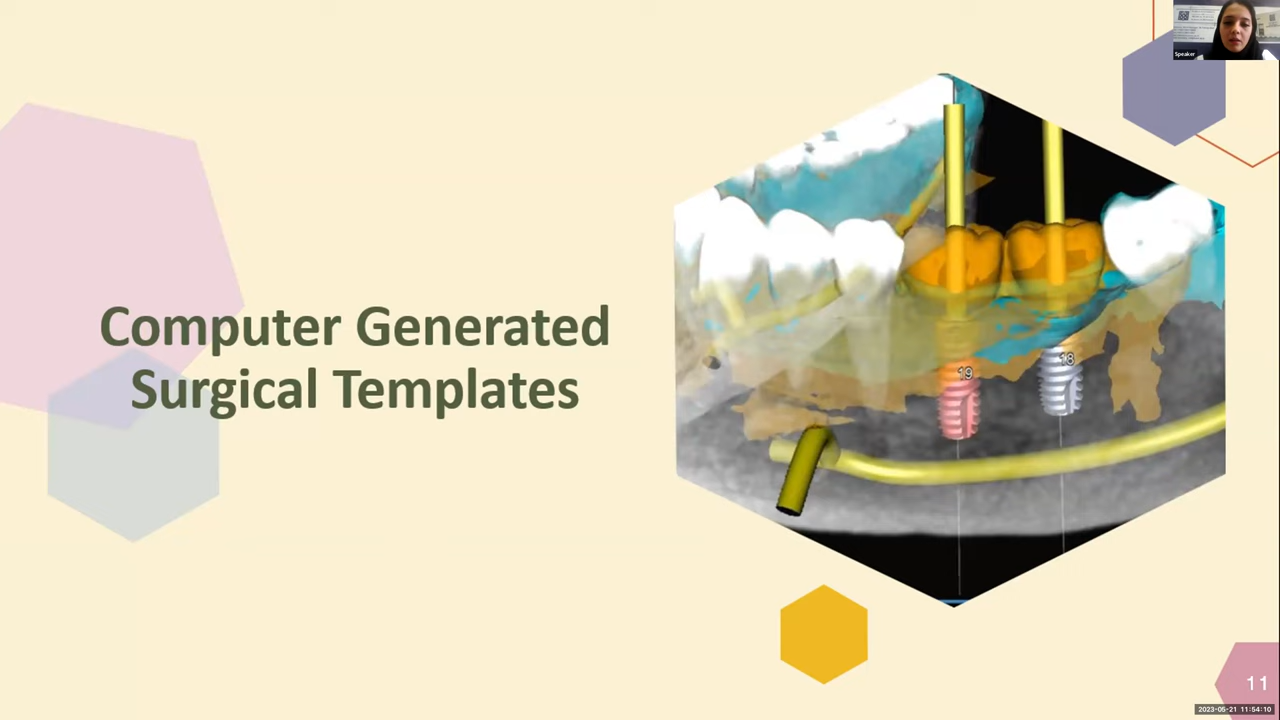 Speaker
Computer Generated
Surgical Templates
19
18
11
2023-05-21 11:54:10